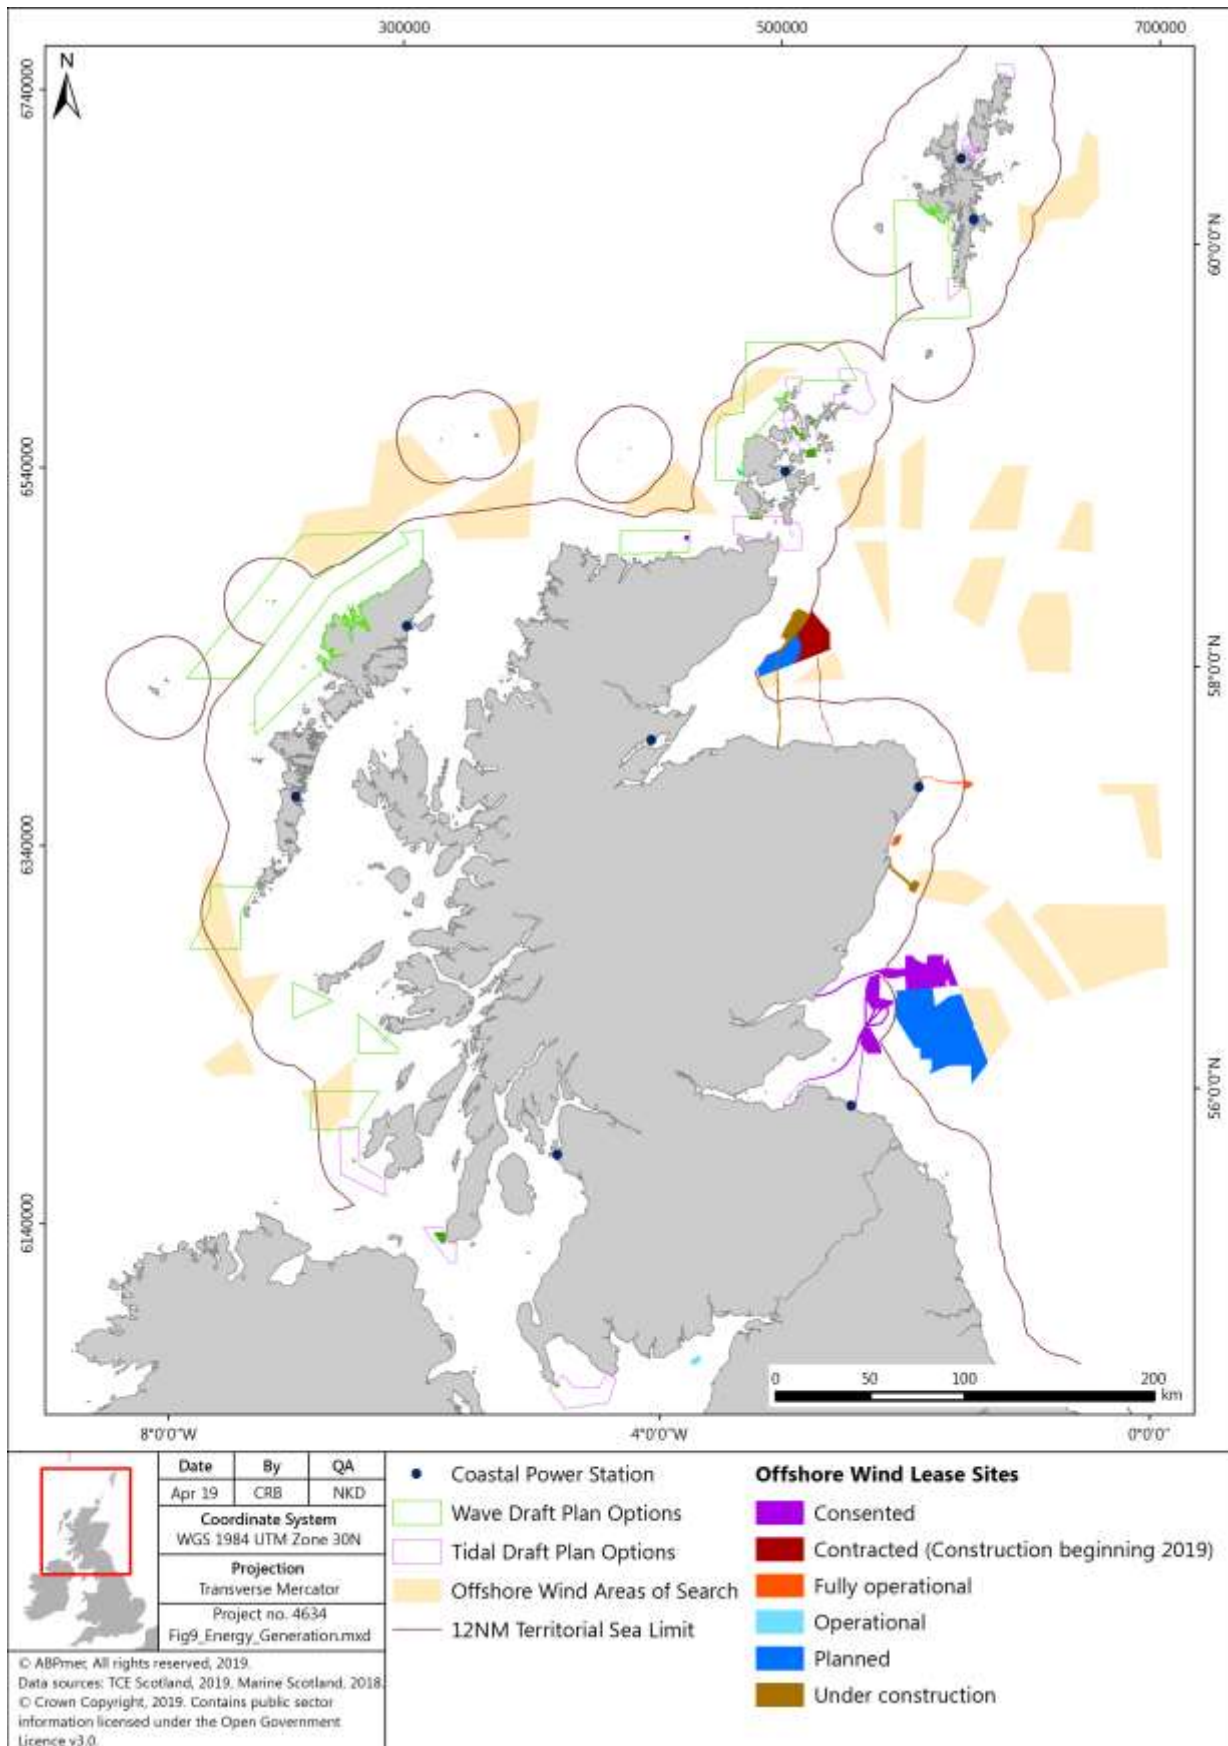 300000
500000
700000
N
6740000
60°0'0"N
6540000
58°0'0"N
6340000
56°0'0"N
6140000
0 50 100 200
km
8°0'0"W
4°0'0"W
0°0'0"
Date By QA
Apr 19 CRB NKD
Coordinate System
WGS 1984 UTM Zone 30N
Projection
Transverse Mercator
Project no. 4634
Fig9_Energy_Generation.mxd
© ABPmer, All rights reserved, 2019.
Data sources: TCE Scotland, 2019, Marine Scotland, 2018.
© Crown Copyright, 2019. Contains public sector
information licensed under the Open Government
Licence v3.0.
Coastal Power Station
Wave Draft Plan Options
Tidal Draft Plan Options
Offshore Wind Areas of Search
12NM Territorial Sea Limit
Offshore Wind Lease Sites
Consented
Contracted (Construction beginning 2019)
Fully operational
Operational
Planned
Under construction